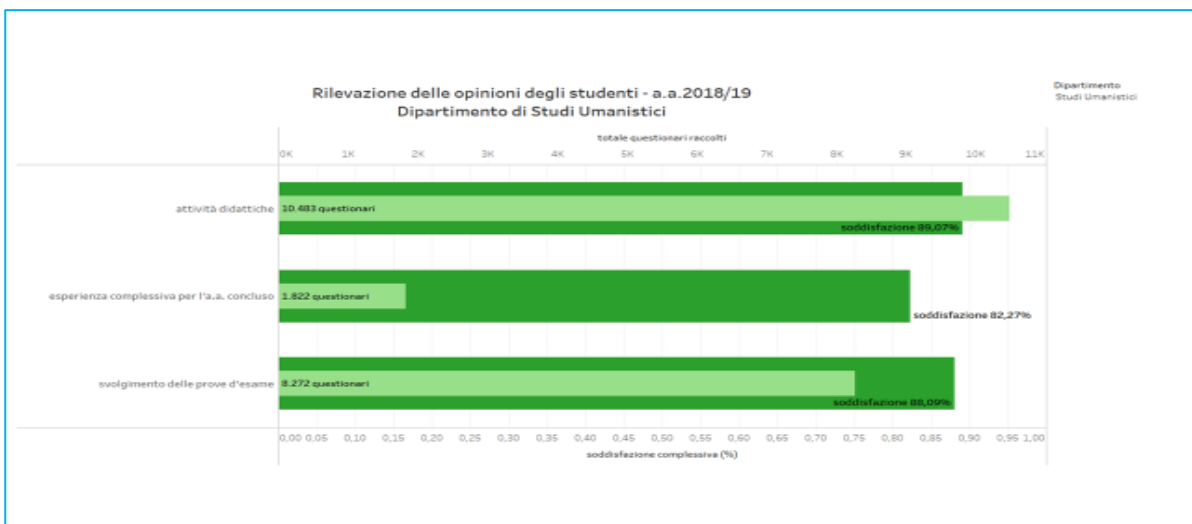 Rilevazione delle opinioni degli studenti - a.a.2018/19
Dipartimento di Studi Umanistici
Dipartimento
Studi Umanistici
totale questionari raccolti
0K 1K 2K 3K 4K 5K 6K 7K 8K 9K 10K 11K
attività didattiche
10.483 questionari
soddisfazione 89,07%
esperienza complessiva per l'a.a. concluso
1.822 questionari
soddisfazione 82,27%
svolgimento delle prove d'esame
8.272 questionari
soddisfazione 88,09%
0,00 0,05 0,10 0,15 0,20 0,25 0,30 0,35 0,40 0,45 0,50 0,55 0,60 0,65 0,70 0,75 0,80 0,85 0,90 0,95 1,00
soddisfazione complessiva (%)